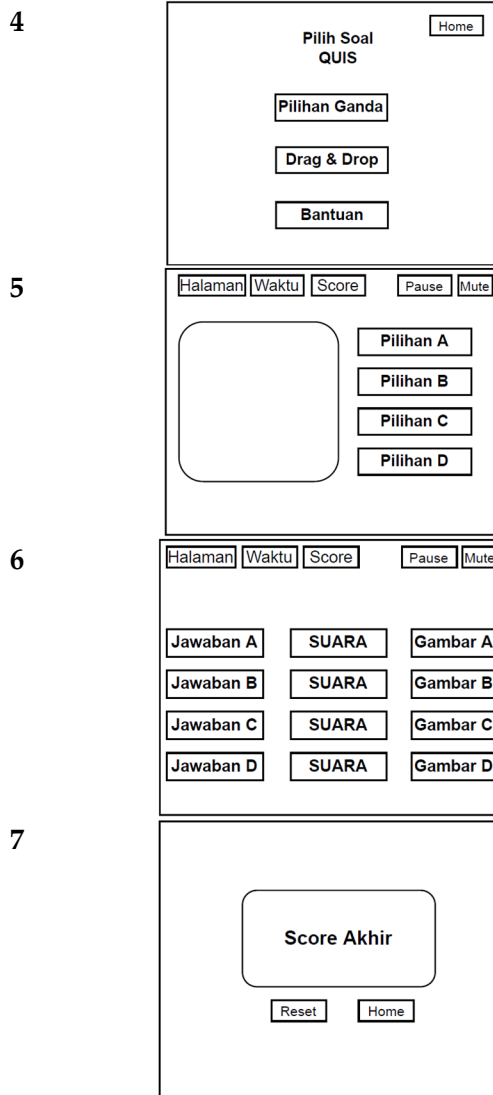 4
Home
Pilih Soal
QUIS
Pilihan Ganda
Drag & Drop
Bantuan
5
Halaman Waktu Score Pause Mute
Pilihan A
Pilihan B
Pilihan C
Pilihan D
6
Halaman Waktu Score Pause Mute
Jawaban A SUARA Gambar A
Jawaban B SUARA Gambar B
Jawaban C SUARA Gambar C
Jawaban D SUARA Gambar D
7
Score Akhir
Reset Home